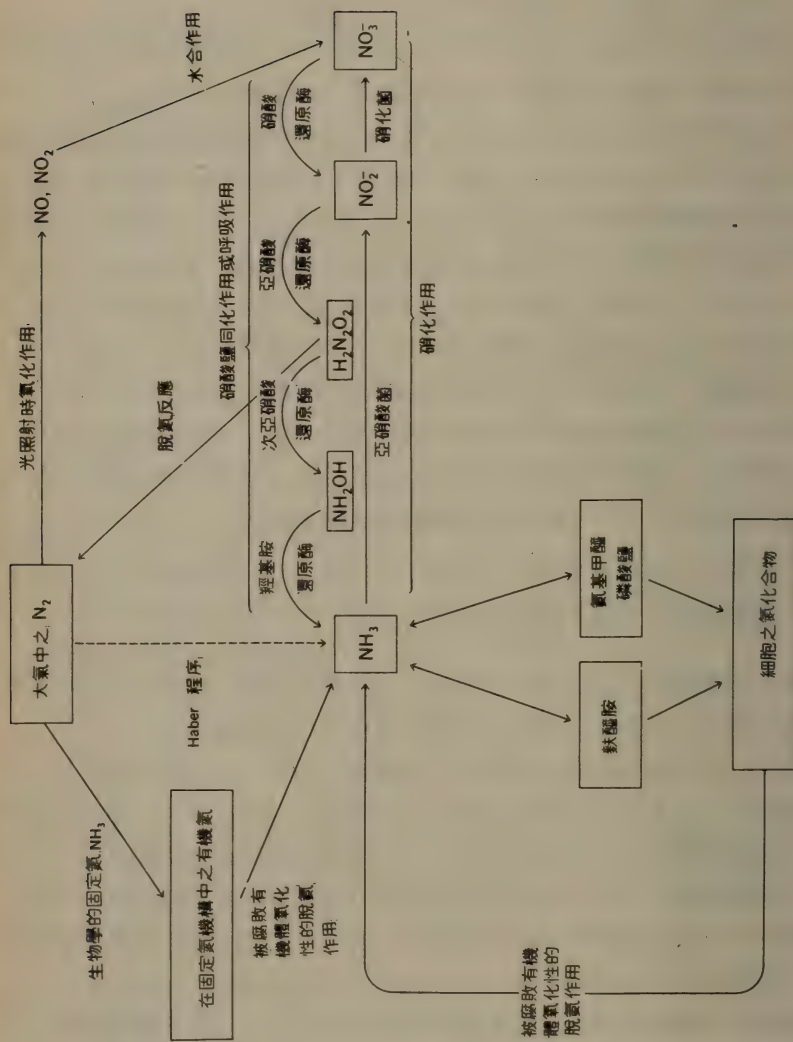 大氣中之 N₂
光照射時氧化作用
NO, NO₂
水合作用
生物學的固定氮 NH₃
Haber 程序
脫氮反應
硝酸鹽同化作用或呼吸作用
在固定氮機構中之有機氮
被腐敗有
機體氧化
性的脫氮
作用
羥基胺
還原酶
次亞硝酸
還原酶
亞硝酸
還原酶
硝酸
還原酶
NH₃
NH₂OH
H₂N₂O₂
NO₂⁻
NO₃⁻
亞硝酸菌
硝化菌
硝化作用
麩醯胺
氨基甲醯
磷酸鹽
細胞之氮化合物
被腐敗有機
體氧化性的
脫氮作用